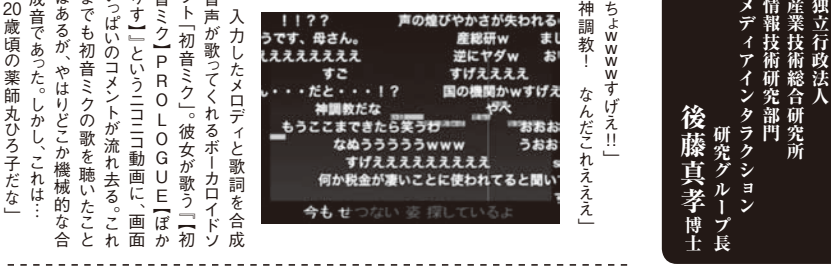 独立行政法人
産業技術総合研究所
情報技術研究部門
メディアインタラクション
研究グループ長
後藤真孝博士
ちょwwwwすげえ!!」
神調教! なんだこれえええ」
!!??
声の煌びやかさが失われる
うです、母さん。
産総研w
まし
ええええええええ
逆にヤダw
すご
すげええええ
・・・だと・・・!?
国の機関かwすげえ
神調教だな
やべ
もうここまできたら笑うわ
おおお
なぬうううううwww
うおお
すげえええええええええ
何か税金が凄いことに使われてると聞い
今も せつない 姿 探しているよ
入力したメロディと歌詞を合成
音声が歌ってくれるボーカロイドソ
フト「初音ミク」。彼女が歌う『【初
音ミク】PROLOGUE【ぽか
りす】』というニコニコ動画に、画面
いっぱいのコメントが流れ去る。これ
までも初音ミクの歌を聴いたこと
はあるが、やはりどこか機械的な合
成音であった。しかし、これは…
20歳頃の薬師丸ひろ子だな」